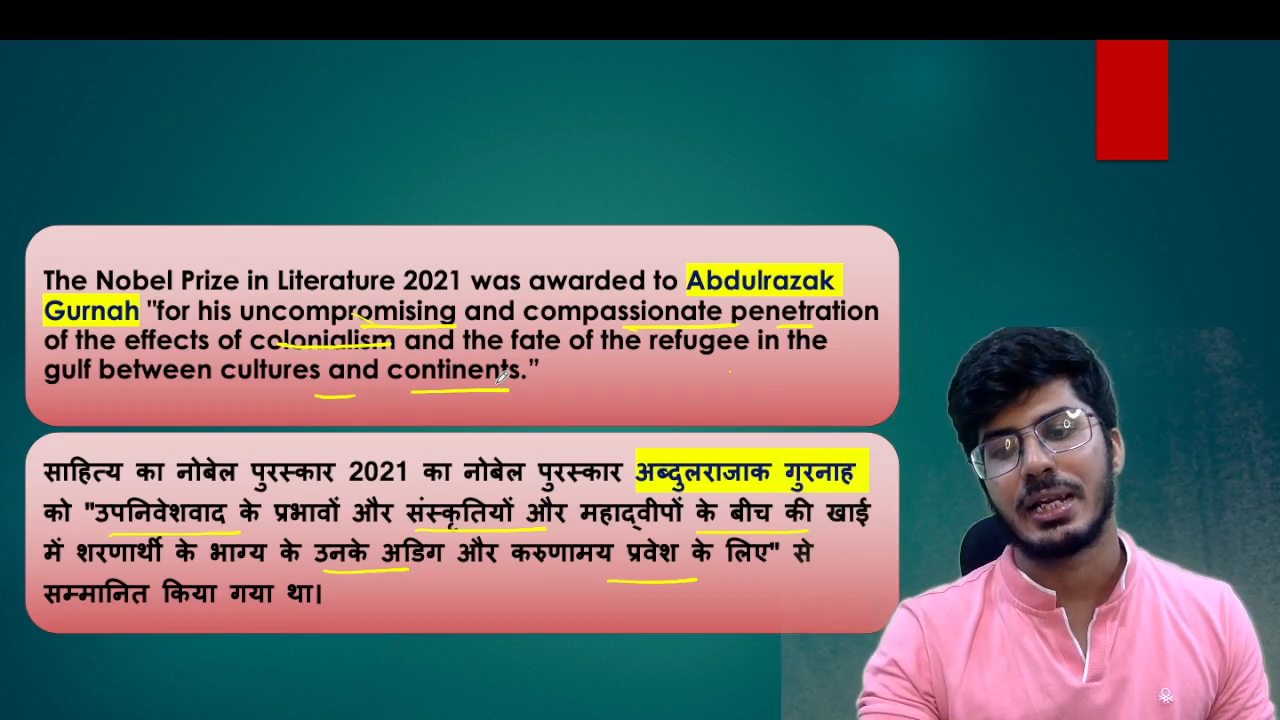 The Nobel Prize in Literature 2021 was awarded to Abdulrazak
Gurnah "for his uncompromising and compassionate penetration
of the effects of colonialism and the fate of the refugee in the
gulf between cultures and continents.”
साहित्य का नोबेल पुरस्कार 2021 का नोबेल पुरस्कार अब्दुलराजाक गुरनाह
को "उपनिवेशवाद के प्रभावों और संस्कृतियों और महाद्वीपों के बीच की खाई
में शरणार्थी के भाग्य के उनके अडिग और करुणामय प्रवेश के लिए" से
सम्मानित किया गया था।